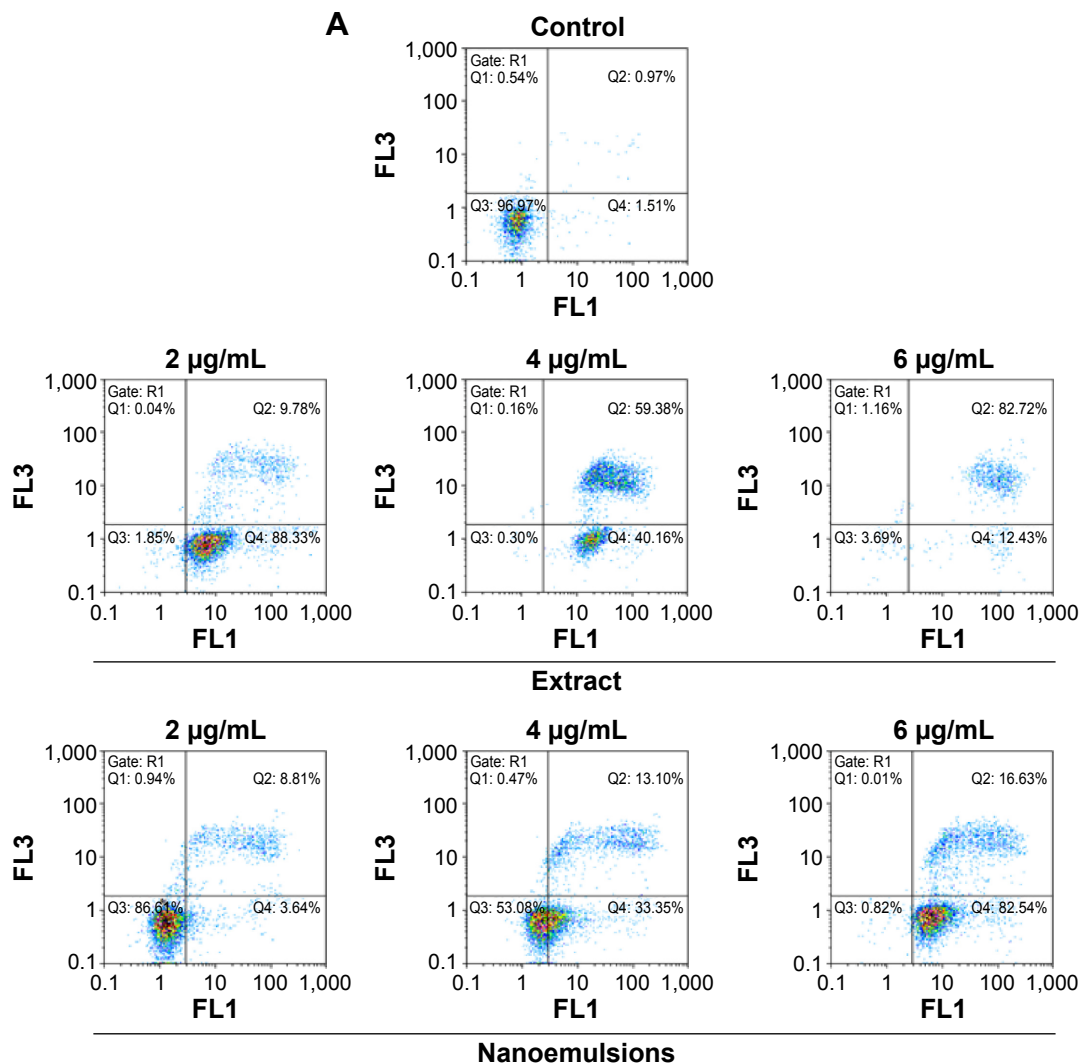 A
Control
Gate: R1
Q1: 0.54%
Q2: 0.97%
Q3: 96.97%
Q4: 1.51%
1,000
100
10
1
0.1
FL3
0.1
1
10
100
1,000
FL1
2 µg/mL
Gate: R1
Q1: 0.04%
Q2: 9.78%
Q3: 1.85%
Q4: 88.33%
1,000
100
10
1
0.1
FL3
0.1
1
10
100
1,000
FL1
4 µg/mL
Gate: R1
Q1: 0.16%
Q2: 59.38%
Q3: 0.30%
Q4: 40.16%
1,000
100
10
1
0.1
FL3
0.1
1
10
100
1,000
FL1
6 µg/mL
Gate: R1
Q1: 1.16%
Q2: 82.72%
Q3: 3.69%
Q4: 12.43%
1,000
100
10
1
0.1
FL3
0.1
1
10
100
1,000
FL1
Extract
2 µg/mL
Gate: R1
Q1: 0.94%
Q2: 8.81%
Q3: 86.61%
Q4: 3.64%
1,000
100
10
1
0.1
FL3
0.1
1
10
100
1,000
FL1
4 µg/mL
Gate: R1
Q1: 0.47%
Q2: 13.10%
Q3: 53.08%
Q4: 33.35%
1,000
100
10
1
0.1
FL3
0.1
1
10
100
1,000
FL1
6 µg/mL
Gate: R1
Q1: 0.01%
Q2: 16.63%
Q3: 0.82%
Q4: 82.54%
1,000
100
10
1
0.1
FL3
0.1
1
10
100
1,000
FL1
Nanoemulsions